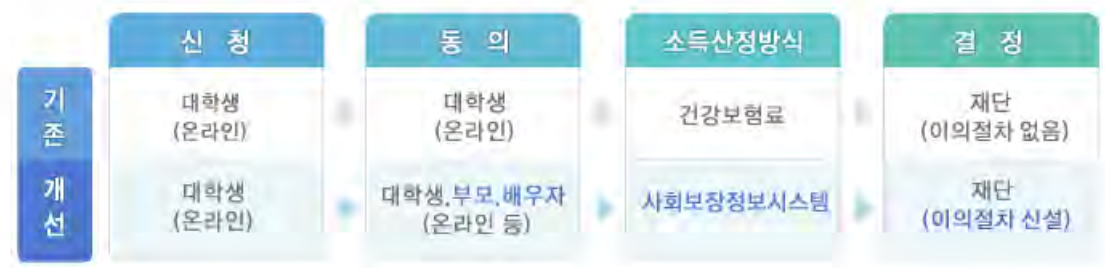 신 청
동 의
소득산정방식
결 정
기존
대학생
(온라인)
대학생
(온라인)
건강보험료
재단
(이의절차 없음)
개선
대학생
(온라인)
대학생,부모,배우자
(온라인 등)
사회보장정보시스템
재단
(이의절차 신설)